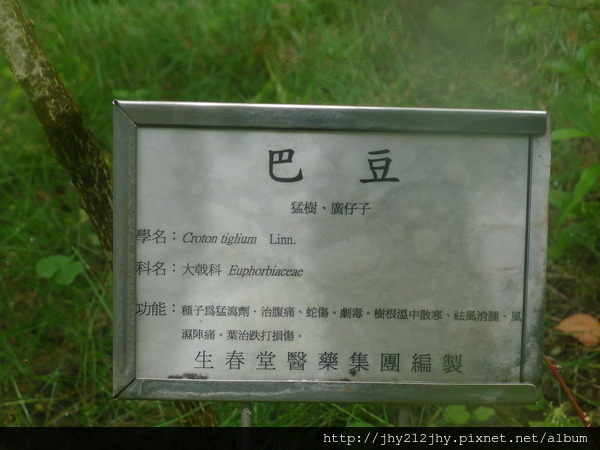 巴豆
猛樹、廣仔子
學名：Croton tiglium Linn.
科名：大戟科 Euphorbiaceae
功能：種子為猛瀉劑、治腹痛、蛇傷。劇毒。樹根溫中散寒、祛風消腫、風
濕陣痛。葉治跌打損傷。
生春堂醫藥集團編製
http://jhy212jhy.pixnet.net/album